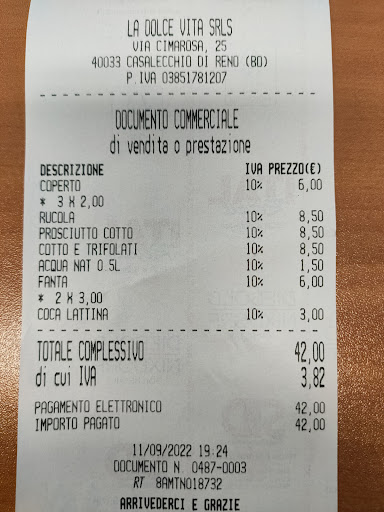 LA DOLCE VITA SRLS
VIA CIMAROSA, 25
40033 CASALECCHIO DI RENO (BO)
P.IVA 03851781207
DOCUMENTO COMMERCIALE
di vendita o prestazione
DESCRIZIONE IVA PREZZO(€)
COPERTO 10% 6,00
* 3 X 2,00
RUCOLA 10% 8,50
PROSCIUTTO COTTO 10% 8,50
COTTO E TRIFOLATI 10% 8,50
ACQUA NAT 0.5L 10% 1,50
FANTA 10% 6,00
* 2 X 3,00
COCA LATTINA 10% 3,00
TOTALE COMPLESSIVO 42,00
di cui IVA 3,82
PAGAMENTO ELETTRONICO 42,00
IMPORTO PAGATO 42,00
11/09/2022 19:24
DOCUMENTO N. 0487-0003
RT 8AMTN018732
ARRIVEDERCI E GRAZIE